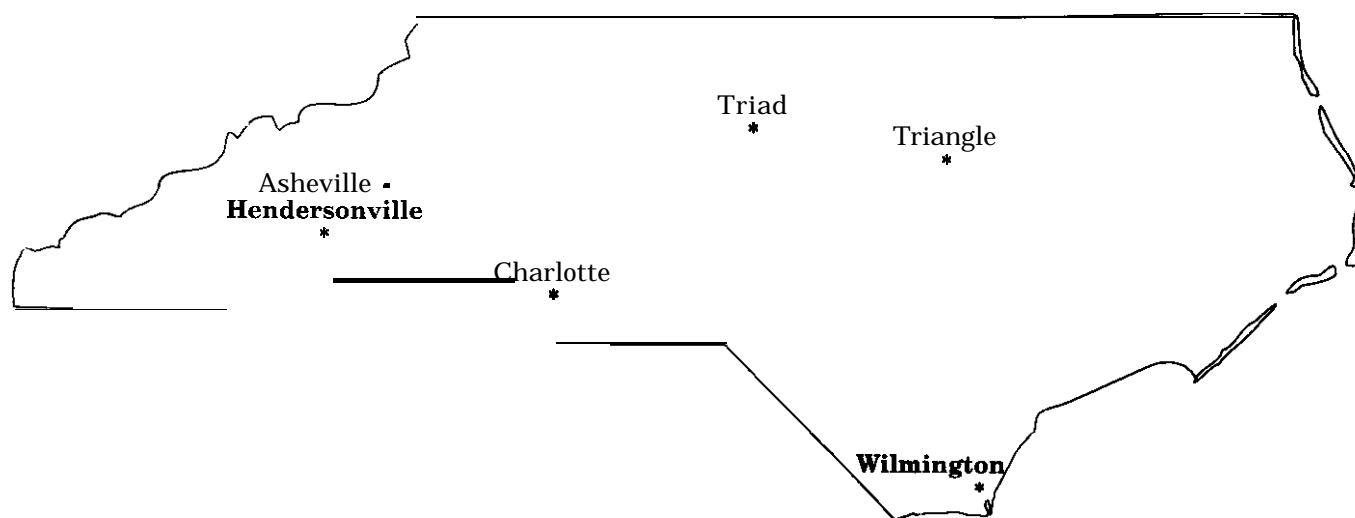 Triad
*
Triangle
*
Asheville -
Hendersonville
*
Charlotte
*
Wilmington
*